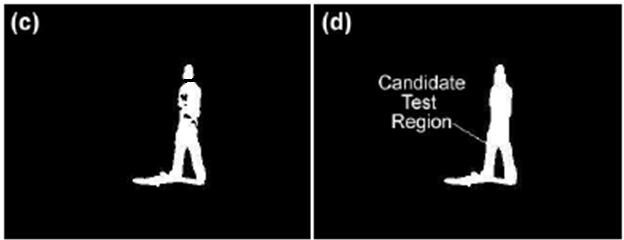 (c)
(d)
Candidate
Test
Region